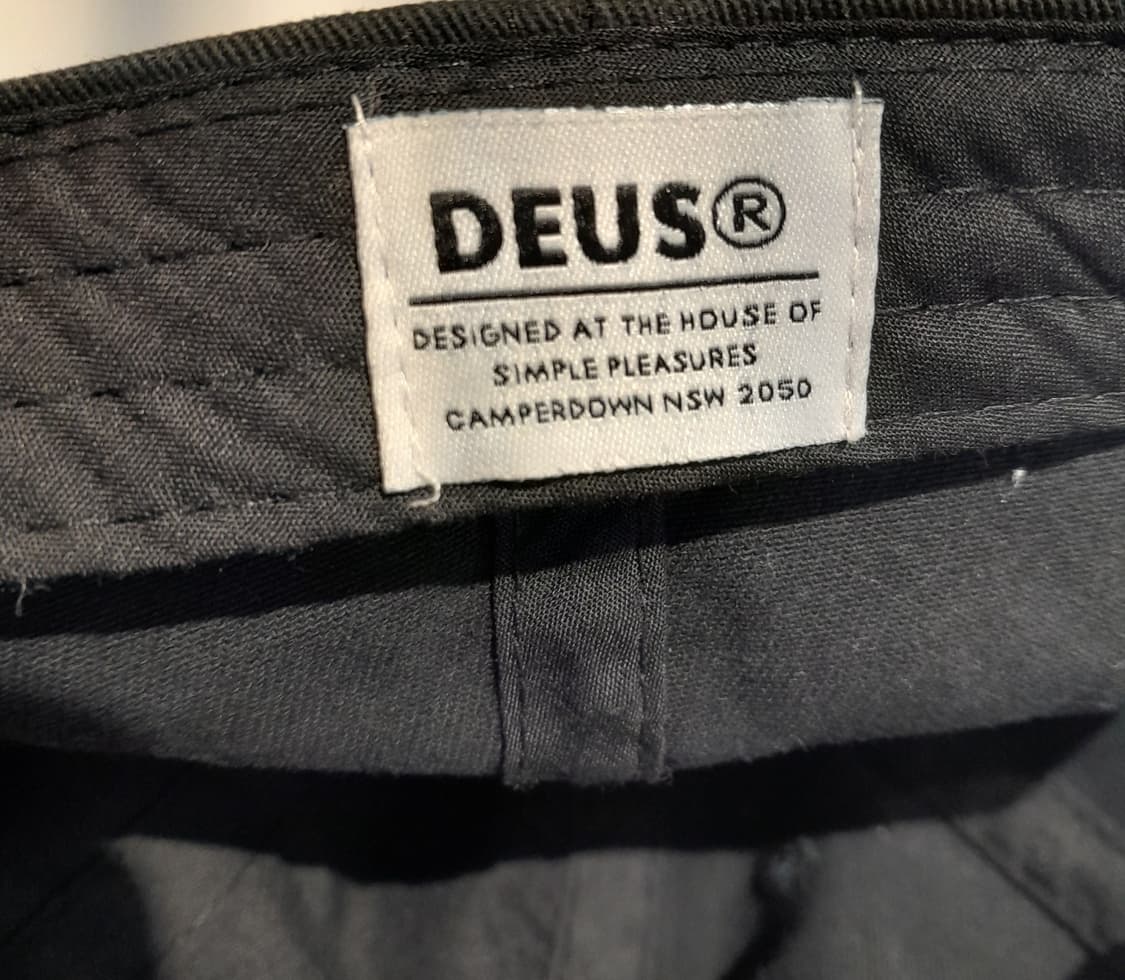 DEUS®
DESIGNED AT THE HOUSE OF
SIMPLE PLEASURES
CAMPERDOWN NSW 2050